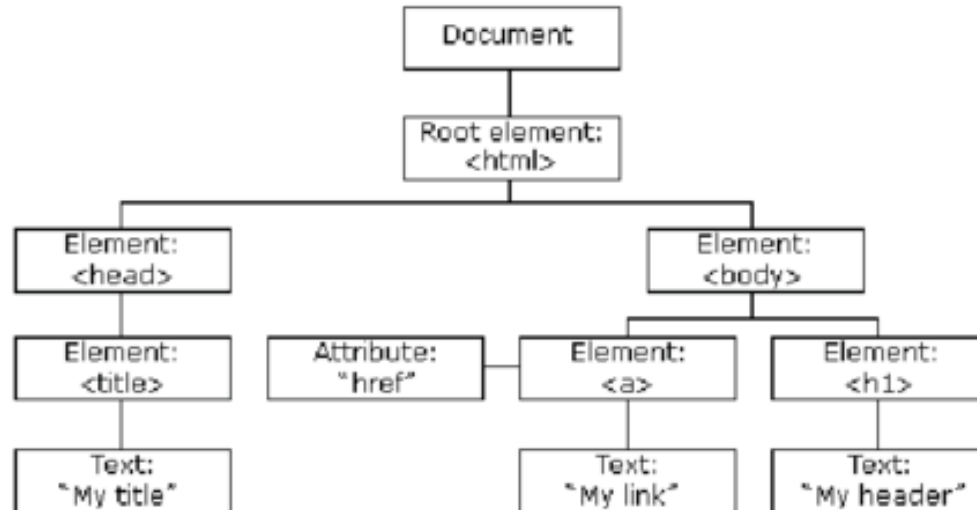 Document
Root element:
<html>
Element:
<head>
Element:
<body>
Element:
<title>
Attribute:
"href"
Element:
<a>
Element:
<h1>
Text:
"My title"
Text:
"My link"
Text:
"My header"